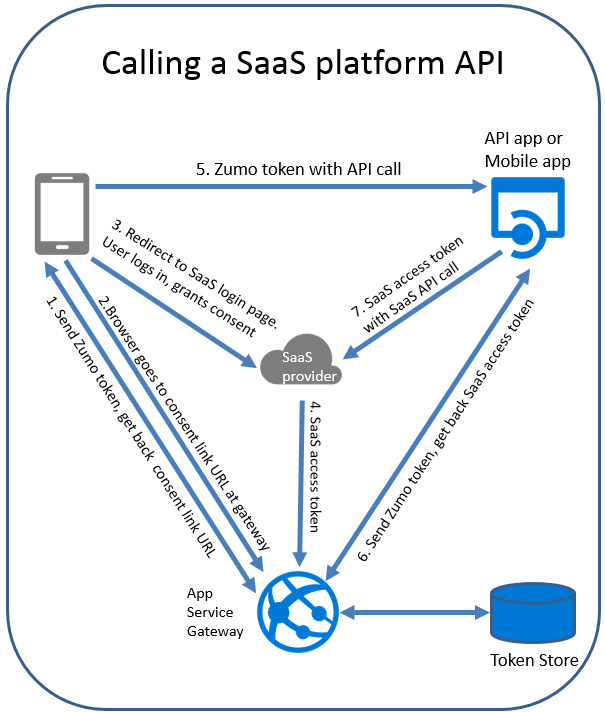 Calling a SaaS platform API
API app or
Mobile app
5. Zumo token with API call
3. Redirect to SaaS login page.
User logs in, grants consent
7. SaaS access token
with SaaS API call
SaaS
provider
2.Browser goes to consent link URL at gateway
1. Send Zumo token, get back  consent link URL
4. SaaS access token
6. Send Zumo token, get back SaaS access token
App
Service
Gateway
Token Store